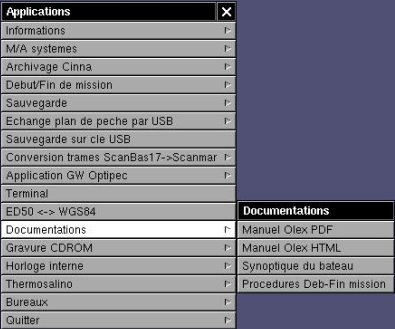 Applications
Informations
M/A systemes
Archivage Cinna
Debut/Fin de mission
Sauvegarde
Echange plan de peche par USB
Sauvegarde sur cle USB
Conversion trames ScanBas17->Scanmar
Application GW Optipec
Terminal
ED50 <-> WGS84
Documentations
Gravure CDROM
Horloge interne
Thermosalino
Bureaux
Quitter
Documentations
Manuel Olex PDF
Manuel Olex HTML
Synoptique du bateau
Procedures Deb-Fin mission